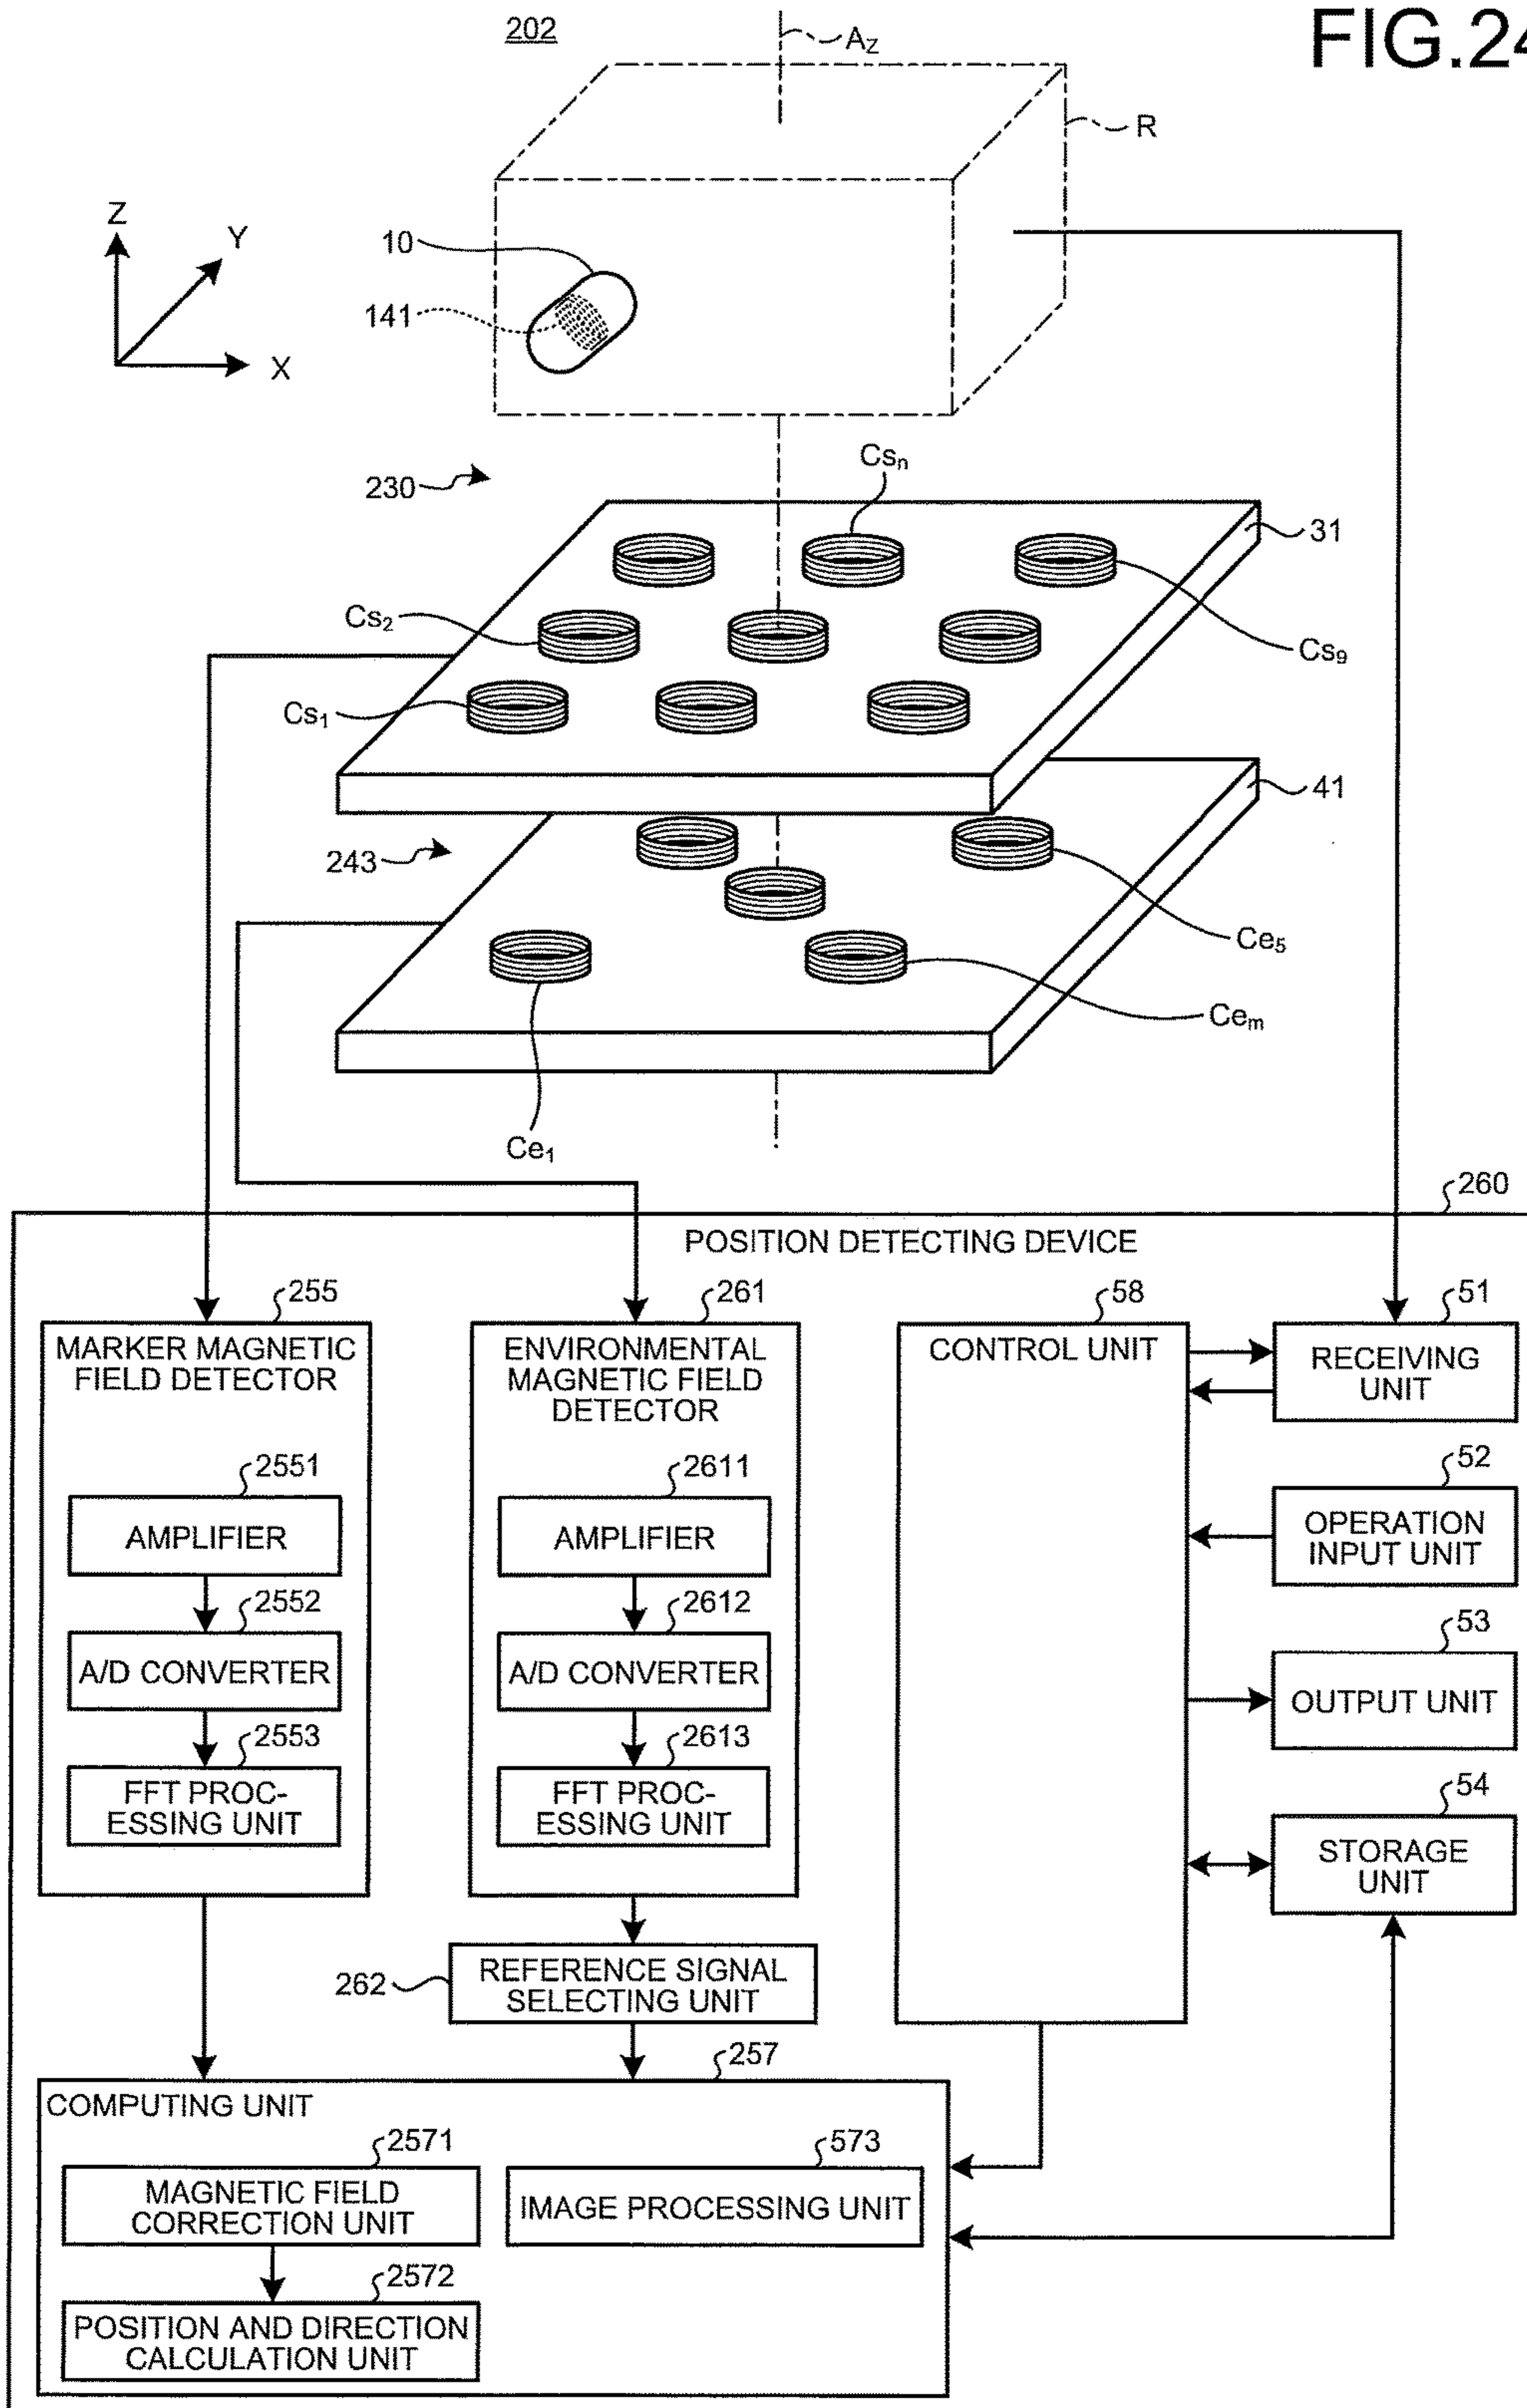 FIG.24
202
AZ
R
Z
Y
X
10
141
230
Csn
31
Cs2
Cs9
Cs1
41
243
Ce5
Cem
Ce1
260
POSITION DETECTING DEVICE
255
MARKER MAGNETIC
FIELD DETECTOR
2551
AMPLIFIER
2552
A/D CONVERTER
2553
FFT PROC-
ESSING UNIT
261
ENVIRONMENTAL
MAGNETIC FIELD
DETECTOR
2611
AMPLIFIER
2612
A/D CONVERTER
2613
FFT PROC-
ESSING UNIT
262
REFERENCE SIGNAL
SELECTING UNIT
58
CONTROL UNIT
51
RECEIVING
UNIT
52
OPERATION
INPUT UNIT
53
OUTPUT UNIT
54
STORAGE
UNIT
257
COMPUTING UNIT
2571
MAGNETIC FIELD
CORRECTION UNIT
573
IMAGE PROCESSING UNIT
2572
POSITION AND DIRECTION
CALCULATION UNIT